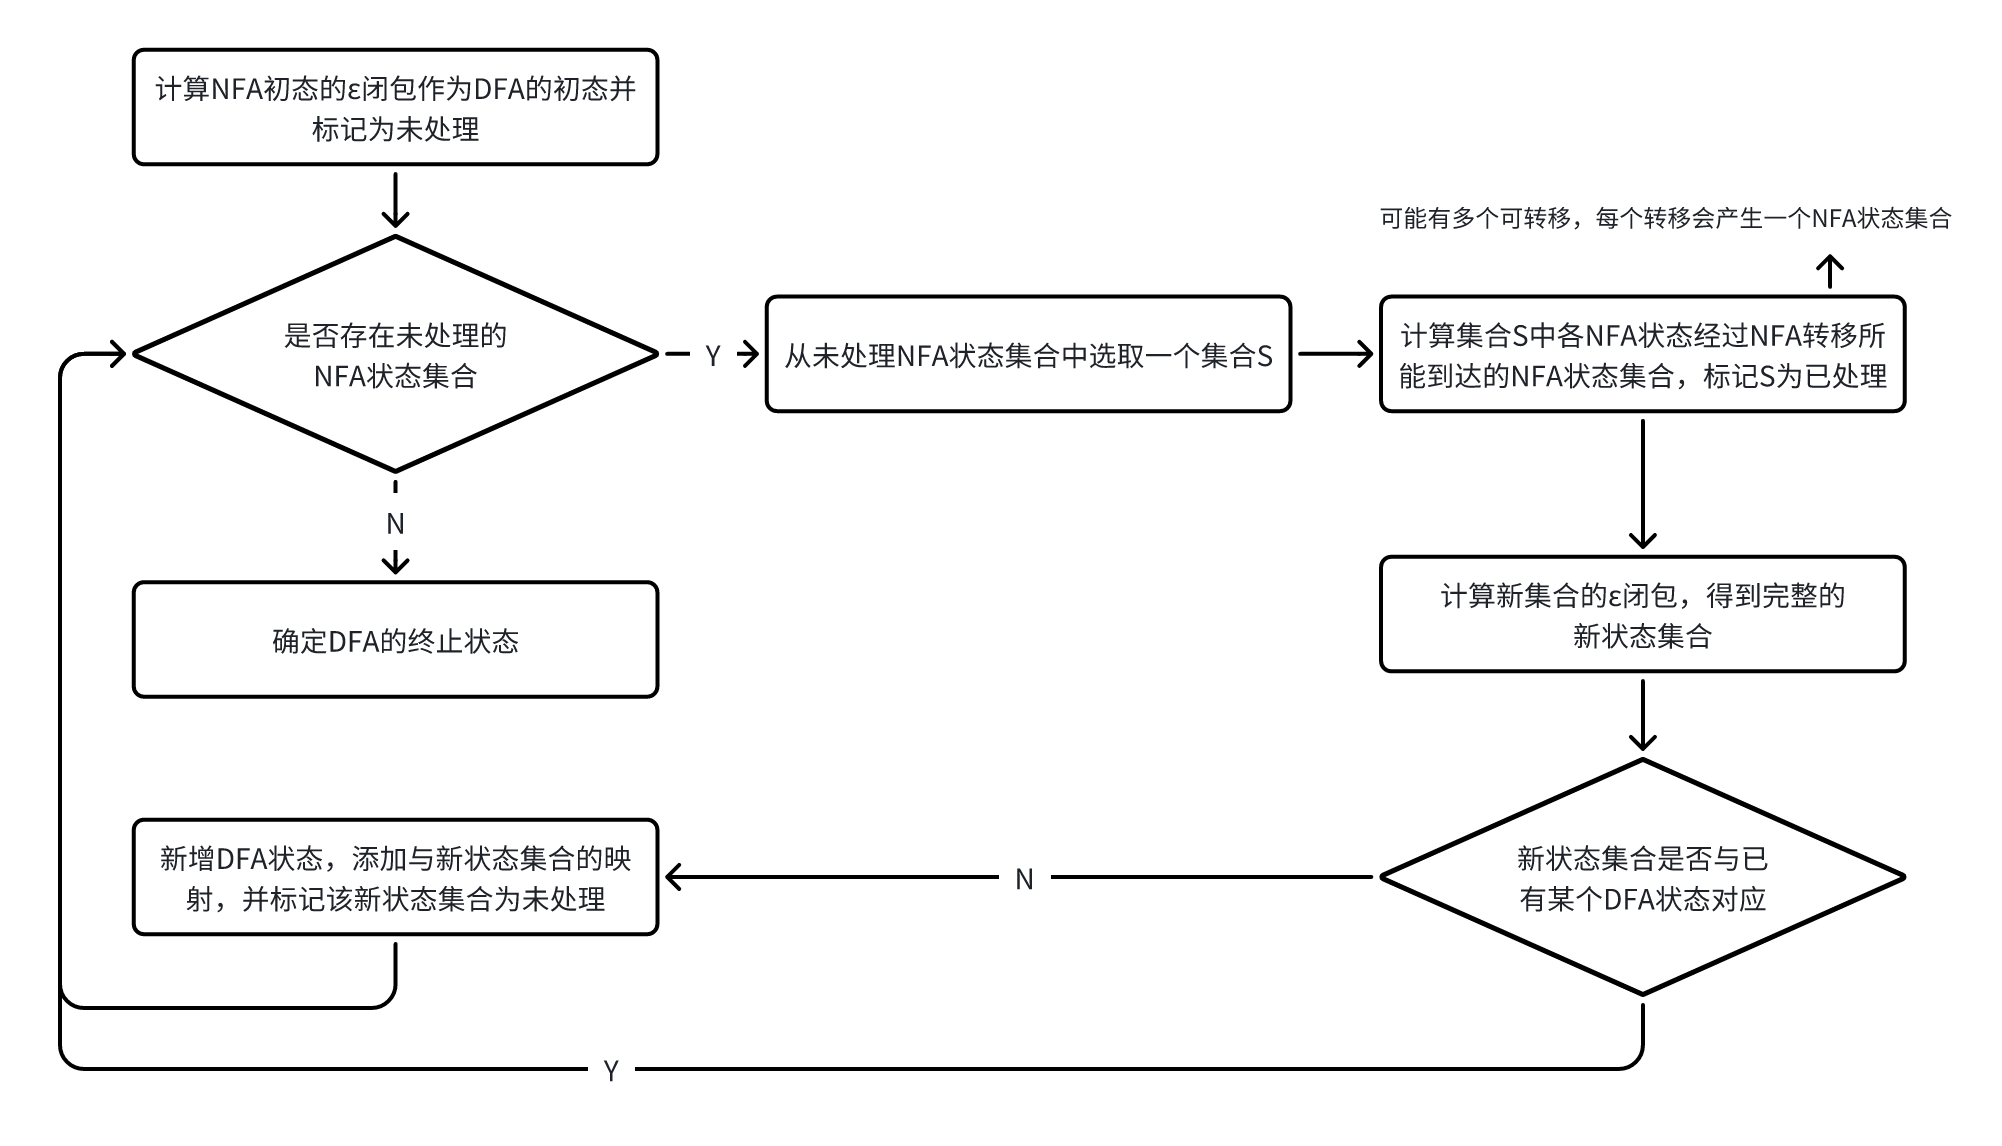 计算NFA初态的ε闭包作为DFA的初态并
标记为未处理
可能有多个可转移，每个转移会产生一个NFA状态集合
是否存在未处理的
NFA状态集合
Y
从未处理NFA状态集合中选取一个集合S
计算集合S中各NFA状态经过NFA转移所
能到达的NFA状态集合，标记S为已处理
N
确定DFA的终止状态
计算新集合的ε闭包，得到完整的
新状态集合
新状态集合是否与已
有某个DFA状态对应
N
新增DFA状态，添加与新状态集合的映
射，并标记该新状态集合为未处理
Y